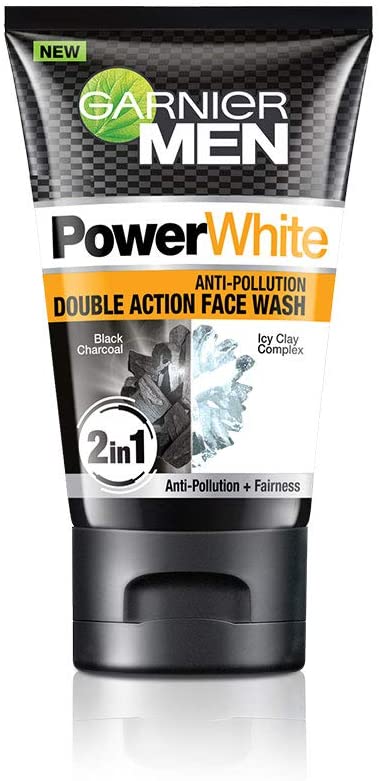 NEW
GARNIER
MEN
PowerWhite
ANTI-POLLUTION
DOUBLE ACTION FACE WASH
Black
Charcoal
Icy Clay
Complex
2in1
Anti-Pollution + Fairness